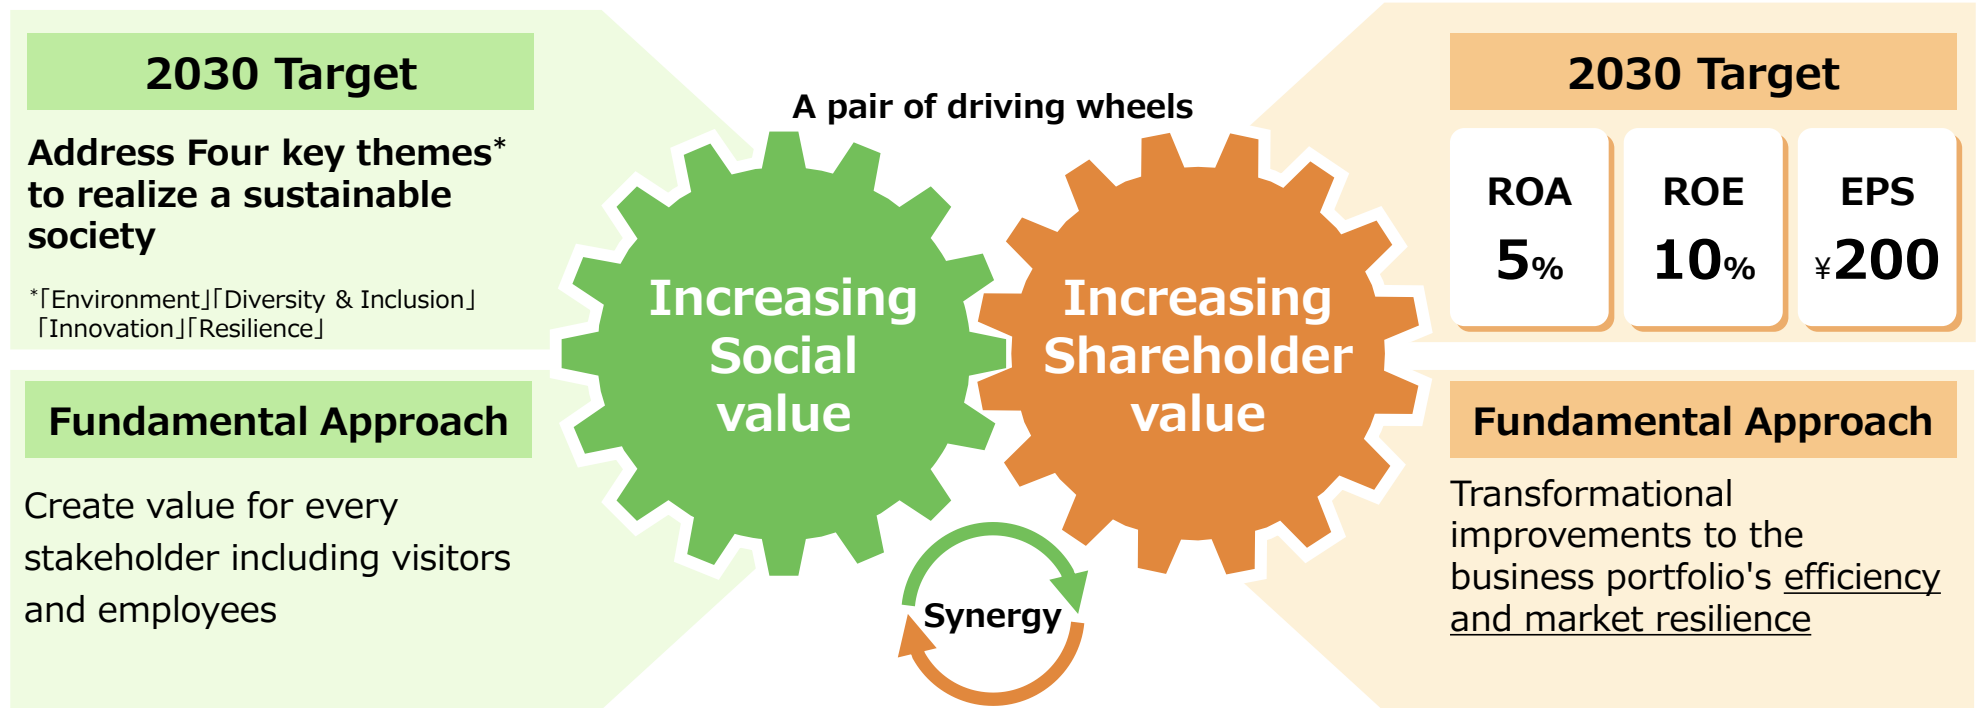 2030 Target
Address Four key themes*
to realize a sustainable
society
*｢Environment｣｢Diversity & Inclusion｣
｢Innovation｣｢Resilience｣
Fundamental Approach
Create value for every
stakeholder including visitors
and employees
A pair of driving wheels
Increasing
Social
value
Increasing
Shareholder
value
Synergy
2030 Target
ROA
5%
ROE
10%
EPS
¥200
Fundamental Approach
Transformational
improvements to the
business portfolio's efficiency
and market resilience